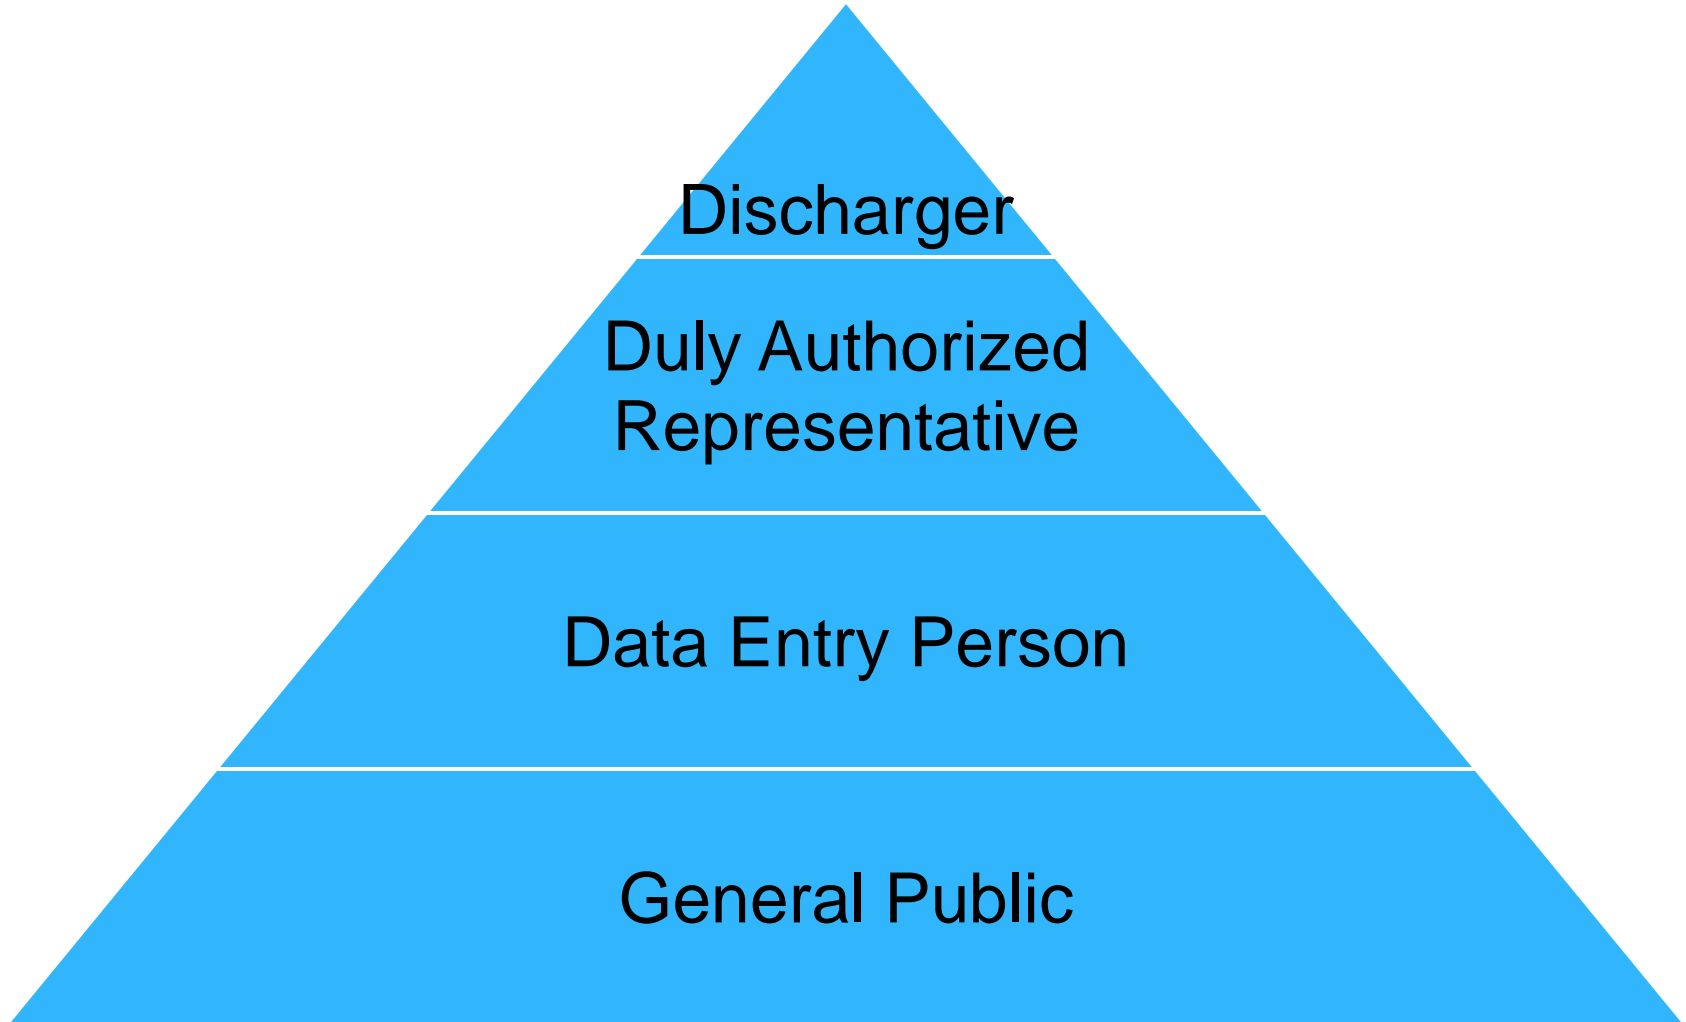 Discharger
Duly Authorized
Representative
Data Entry Person
General Public